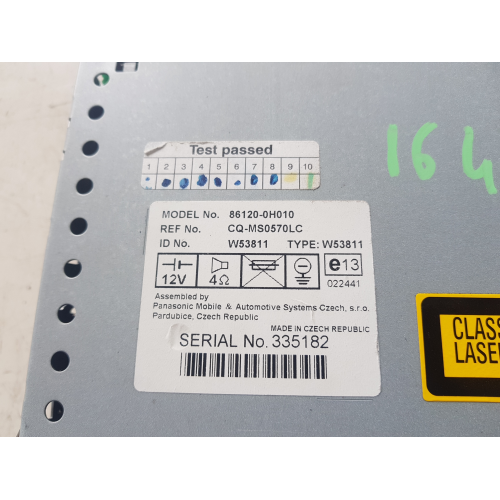 Test passed
1 2 3 4 5 6 7 8 9 10
164
MODEL No. 86120-0H010
REF No. CQ-MS0570LC
ID No. W53811 TYPE: W53811
12V 4Ω e13
022441
Assembled by
Panasonic Mobile & Automotive Systems Czech, s.r.o.
Pardubice, Czech Republic
MADE IN CZECH REPUBLIC
SERIAL No. 335182
CLASS
LASER